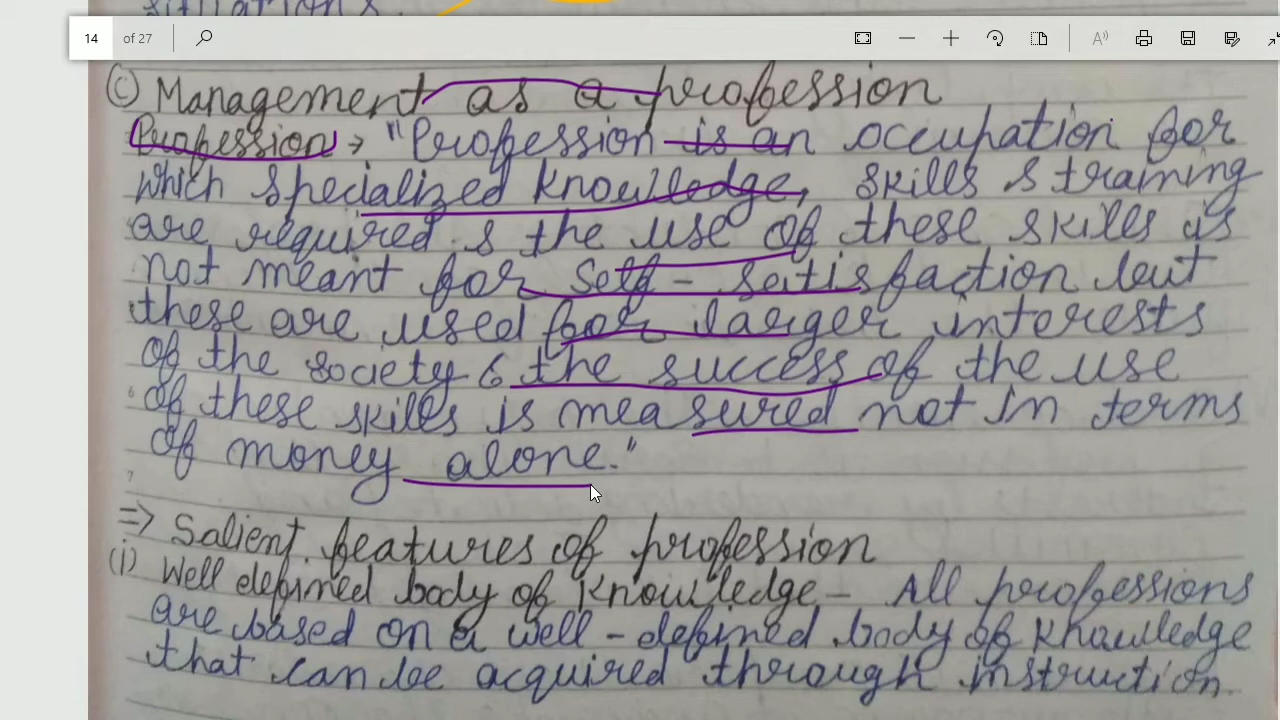 situations.
14 of 27
(c) Management as a profession
Profession → "Profession is an occupation for
which specialized knowledge, skills & training
are required & the use of these skills is
not meant for self-satisfaction but
these are used for larger interests
of the society & the success of the use
of these skills is measured not in terms
of money alone."
⇒ Salient features of profession
(i) Well defined body of knowledge - All professions
are based on a well-defined body of knowledge
that can be acquired through instruction.